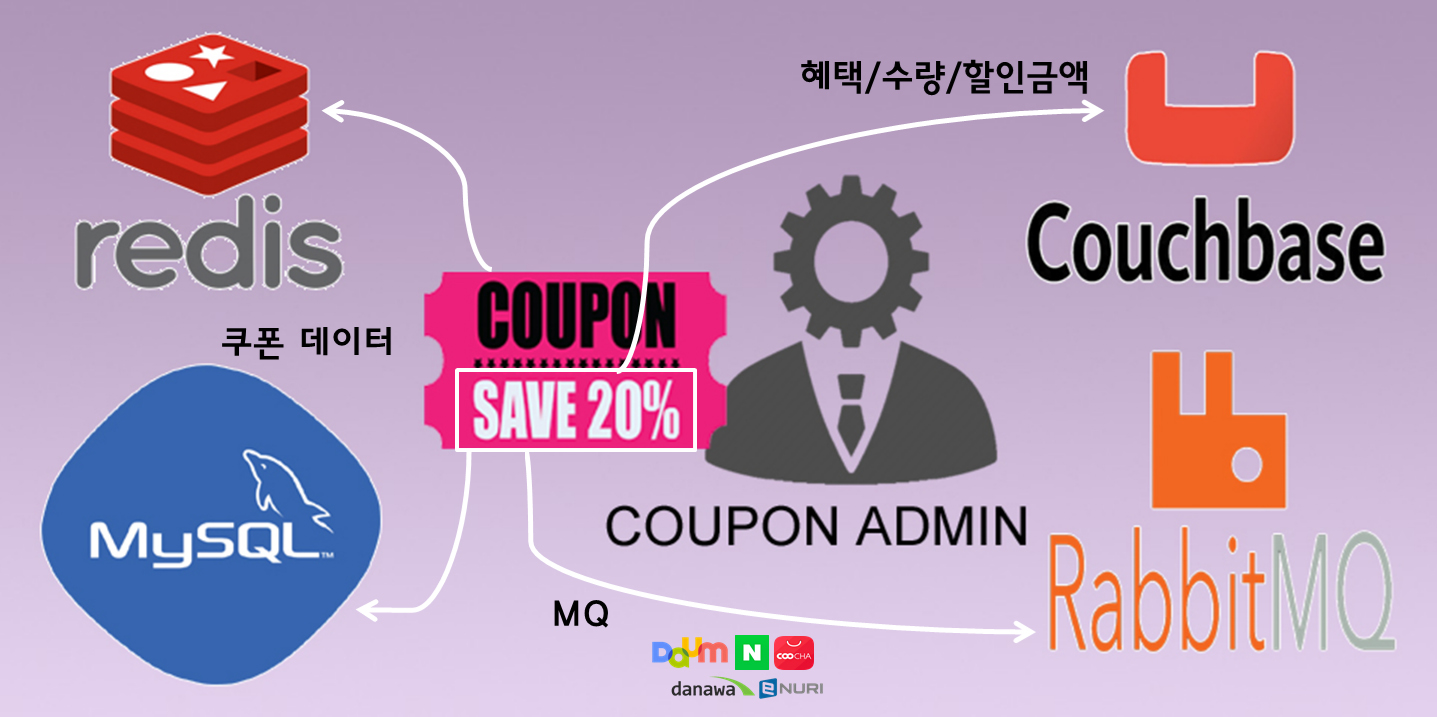 혜택/수량/할인금액
redis
Couchbase
COUPON
SAVE 20%
쿠폰 데이터
MySQL™
COUPON ADMIN
RabbitMQ
MQ
Daum N COOCHA
danawa eNURI